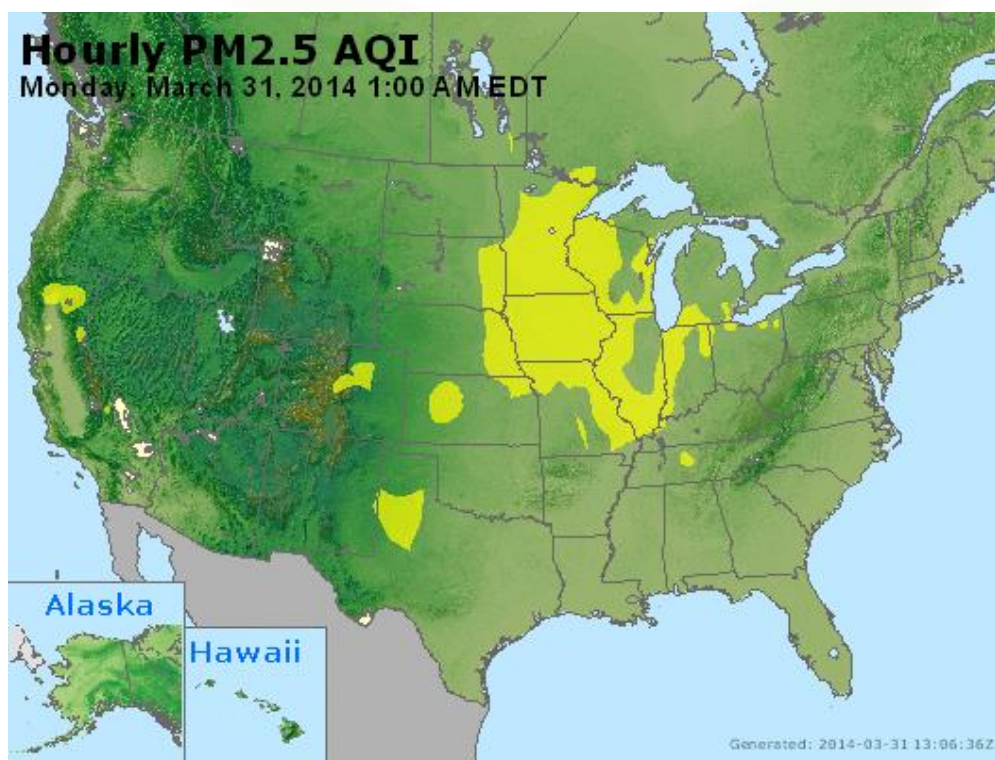 Hourly PM2.5 AQI
Monday, March 31, 2014 1:00 AM EDT
Alaska
Hawaii
Generated: 2014-03-31 13:06:36Z